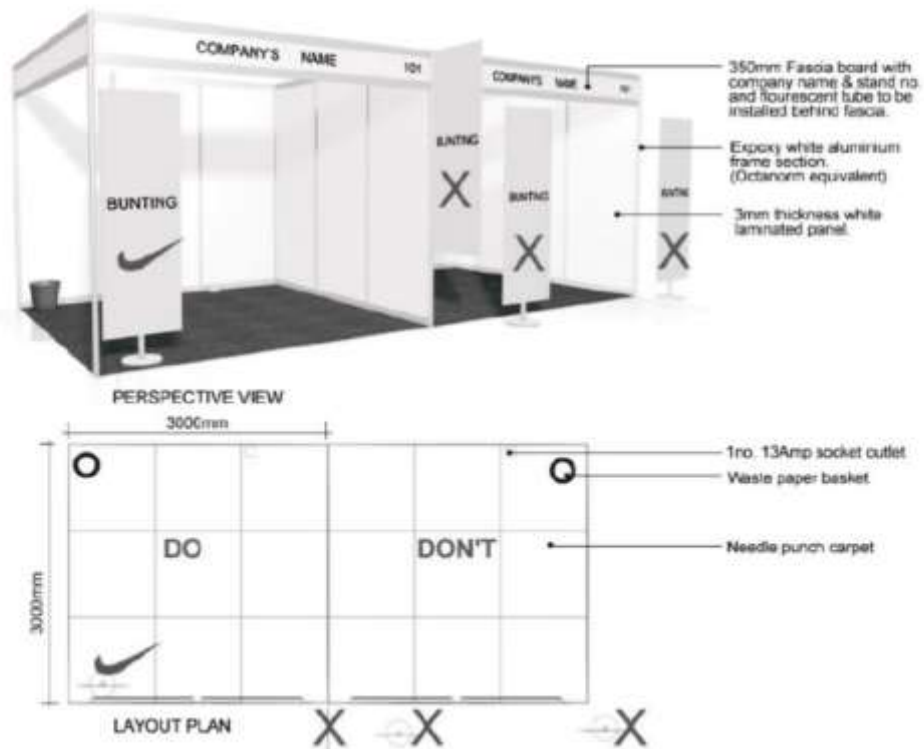 COMPANY'S NAME 101
COMPANY'S NAME 101
BUNTING
BUNTING
BUNTING
BUNTING
X
X
X
350mm Fascia board with
company name & stand no.
and flourescent tube to be
installed behind fascia.
Expoxy white aluminium
frame section.
(Octanorm equivalent)
3mm thickness white
laminated panel.
PERSPECTIVE VIEW
3000mm
3000mm
DO
DON'T
1no. 13Amp socket outlet
Waste paper basket
Needle punch carpet
LAYOUT PLAN
X X X